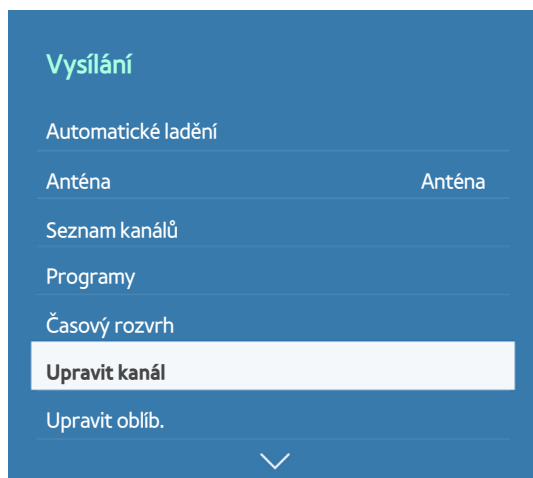 Vysílání
Automatické ladění
Anténa Anténa
Seznam kanálů
Programy
Časový rozvrh
Upravit kanál
Upravit oblíb.